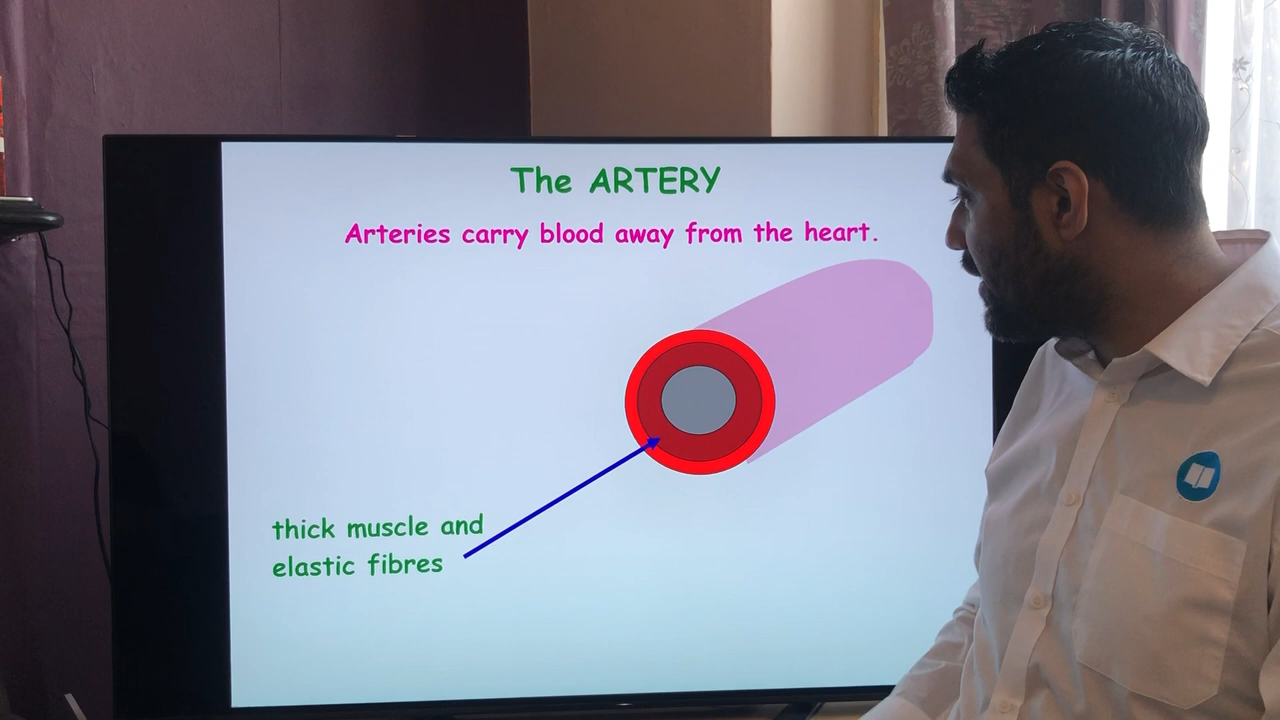 The ARTERY
Arteries carry blood away from the heart.
thick muscle and
elastic fibres